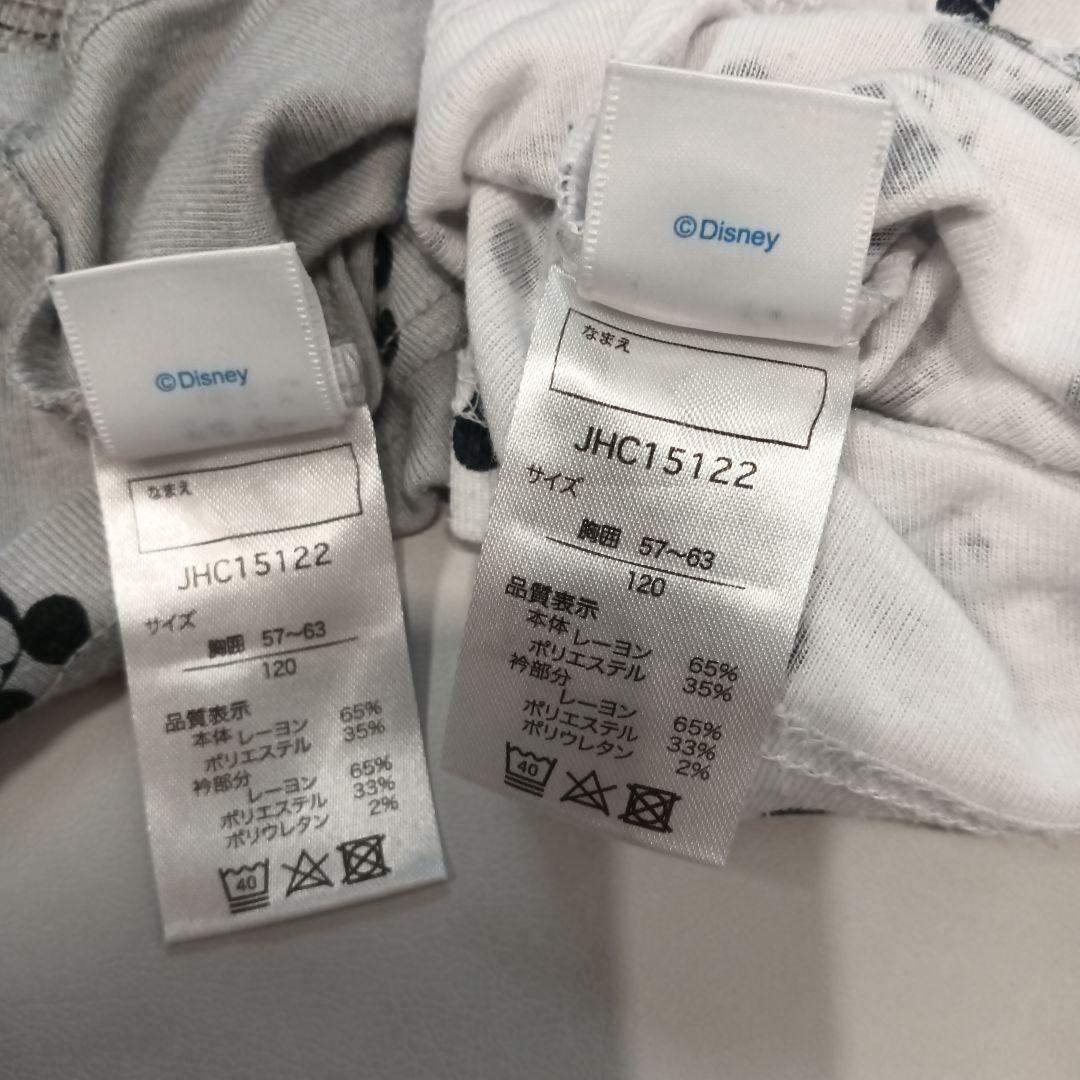 ©Disney
なまえ
JHC15122
サイズ
胸囲 57～63
120
品質表示
本体 レーヨン 65%
ポリエステル 35%
衿部分
レーヨン 65%
ポリエステル 33%
ポリウレタン 2%
40
©Disney
なまえ
JHC15122
サイズ
胸囲 57～63
120
品質表示
本体 レーヨン 65%
ポリエステル 35%
衿部分
レーヨン 65%
ポリエステル 33%
ポリウレタン 2%
40